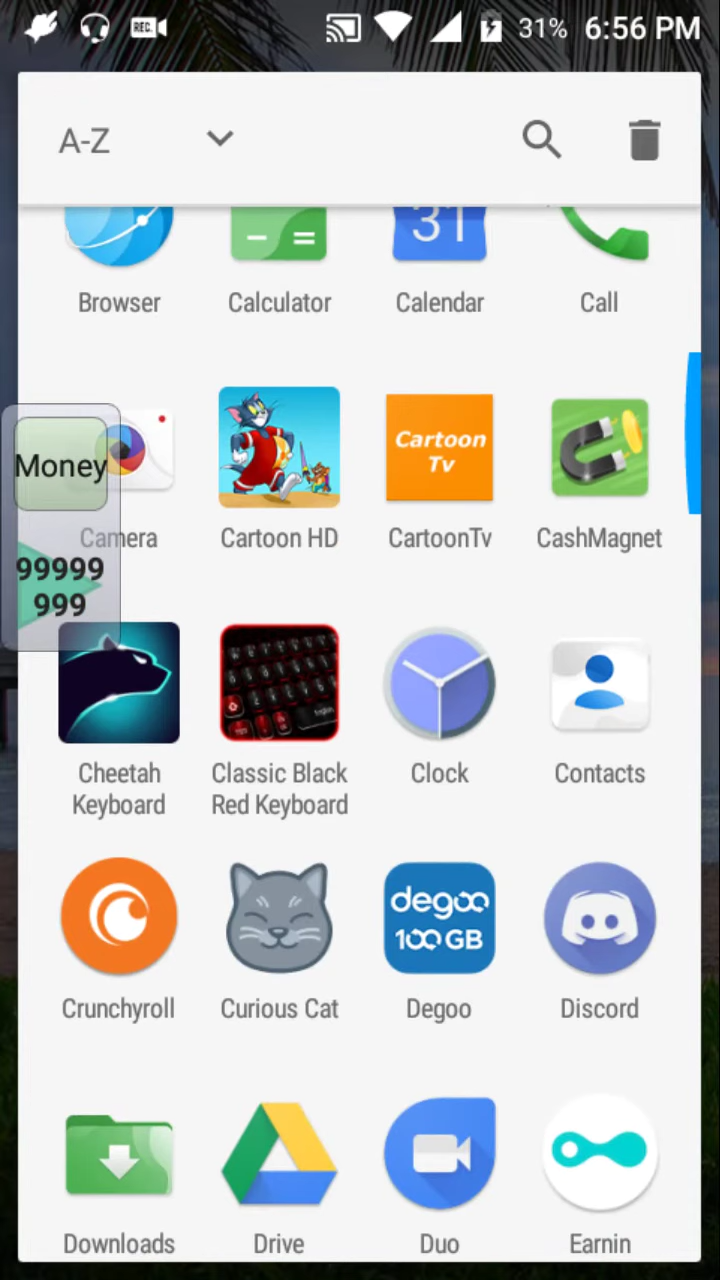 REC.
31%
6:56 PM
A-Z
31
Browser
Calculator
Calendar
Call
Money
Cartoon
Tv
Camera
Cartoon HD
CartoonTv
CashMagnet
99999
999
Cheetah
Keyboard
Classic Black
Red Keyboard
Clock
Contacts
degoo
100 GB
Crunchyroll
Curious Cat
Degoo
Discord
Downloads
Drive
Duo
Earnin